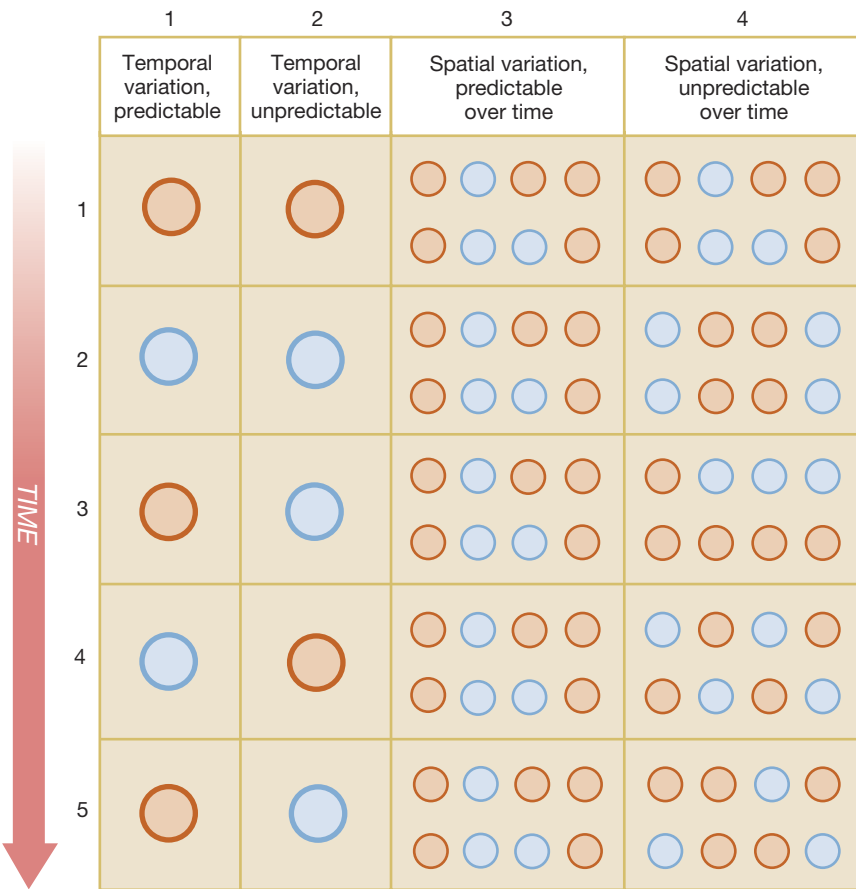 1
2
3
4
Temporal
variation,
predictable
Temporal
variation,
unpredictable
Spatial variation,
predictable
over time
Spatial variation,
unpredictable
over time
TIME
1
2
3
4
5